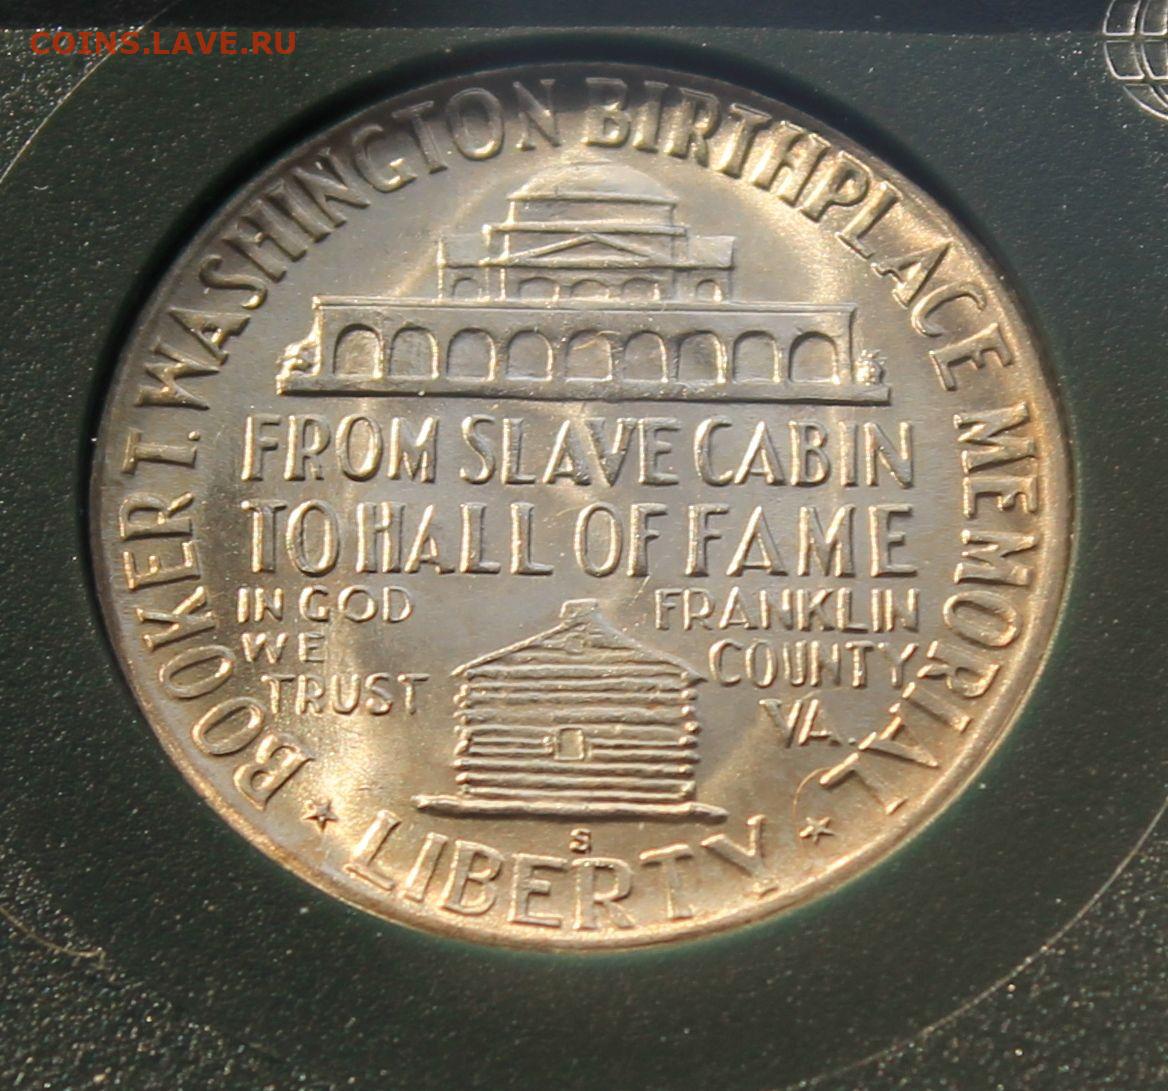 COINS.LAVE.RU
BOOKER T. WASHINGTON BIRTHPLACE MEMORIAL
FROM SLAVE CABIN
TO HALL OF FAME
IN GOD
WE
TRUST
FRANKLIN
COUNTY
VA.
S
LIBERTY